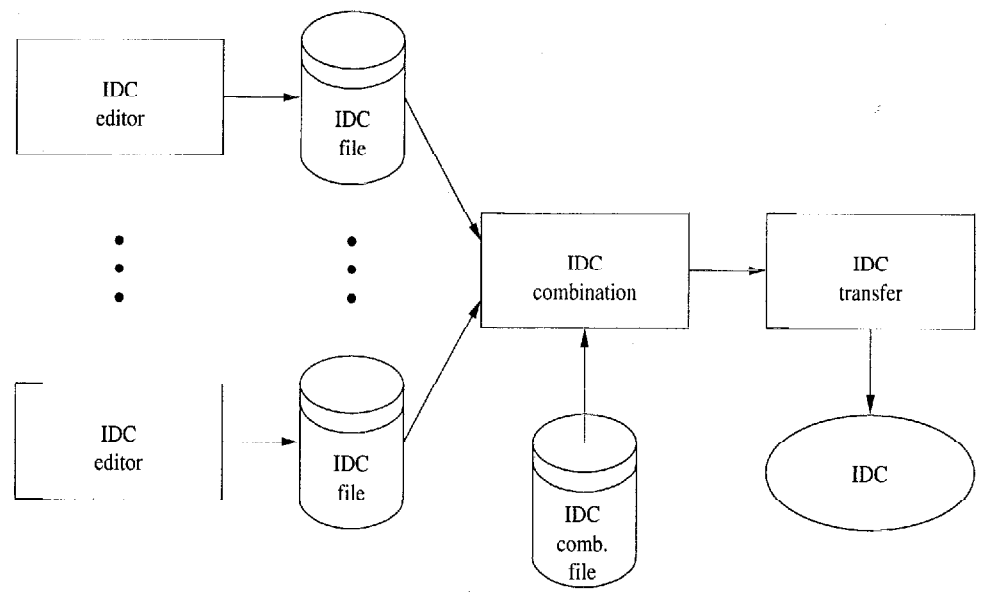 IDC
editor
IDC
file
IDC
combination
IDC
transfer
IDC
editor
IDC
file
IDC
comb.
file
IDC